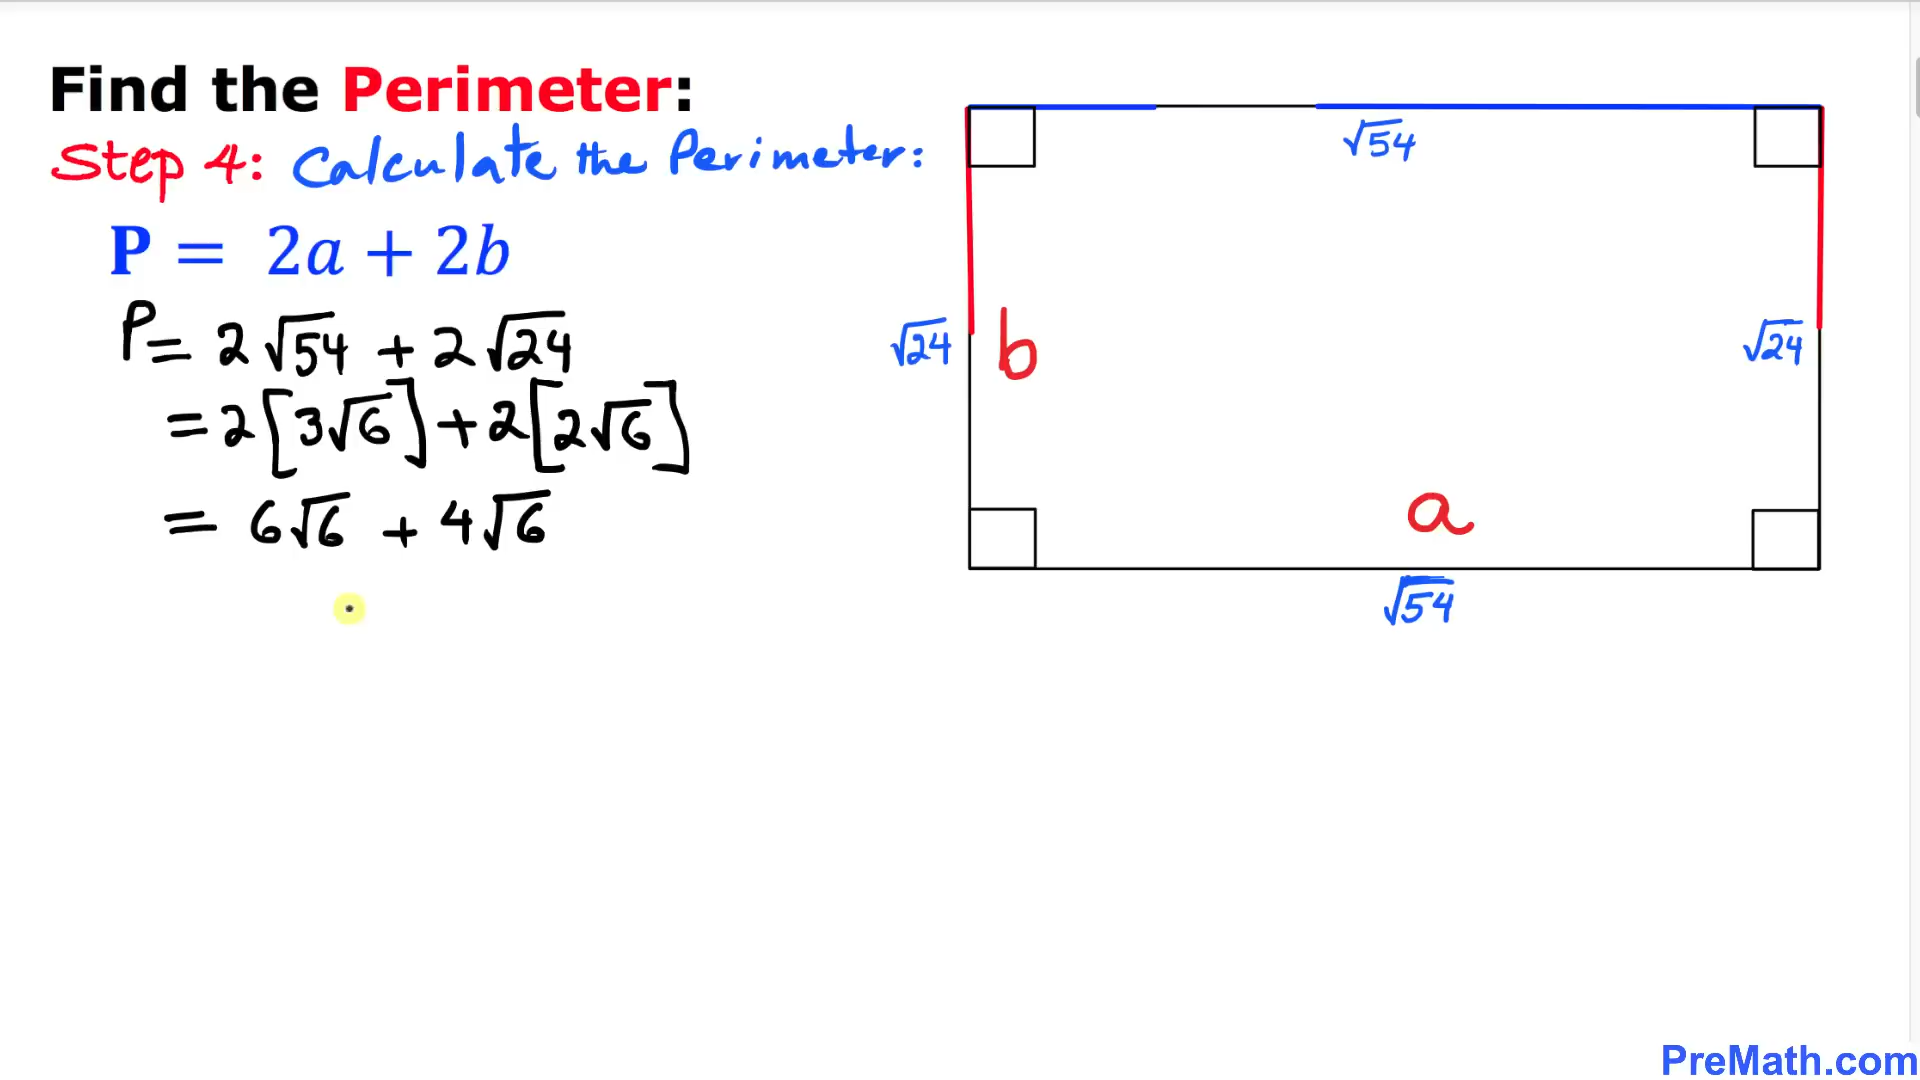 Find the Perimeter:
Step 4: Calculate the Perimeter:
P = 2a + 2b
P = 2√54 + 2√24
= 2[3√6] + 2[2√6]
= 6√6 + 4√6
√54
√24
b
√24
a
√54
PreMath.com